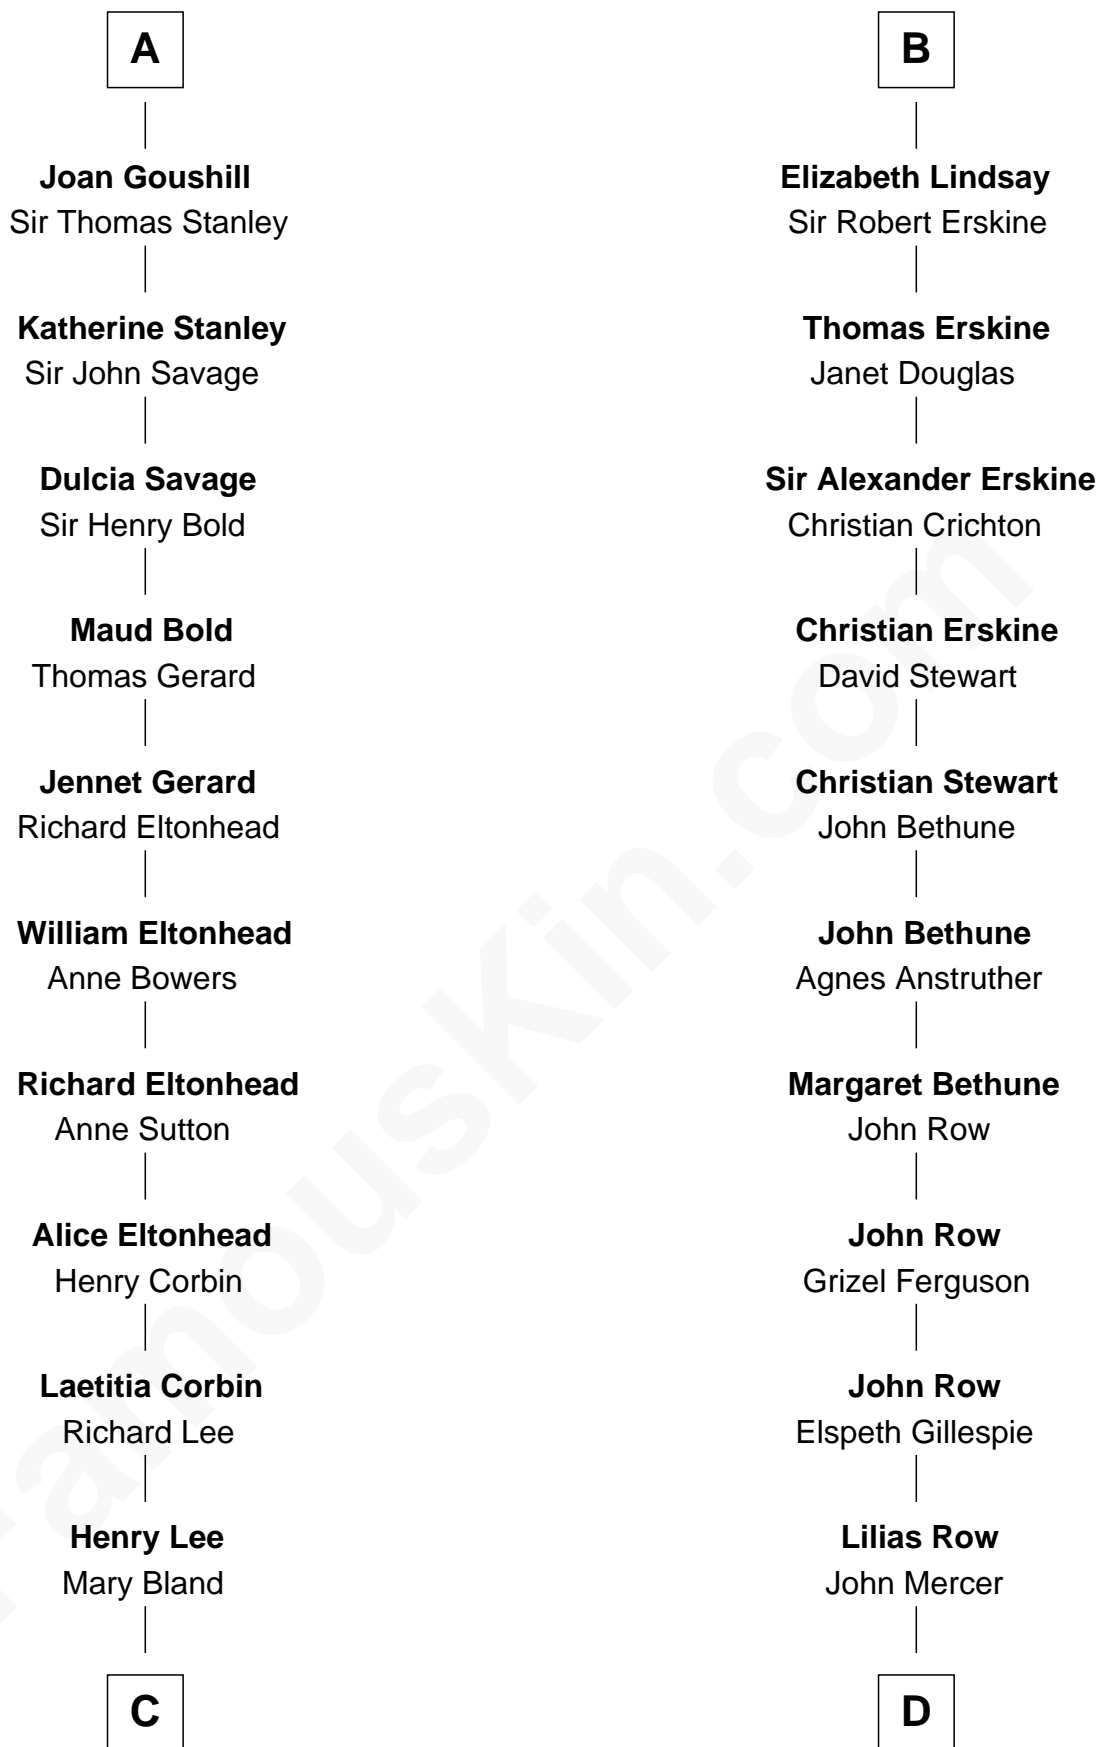 A
Joan Goushill
Sir Thomas Stanley
Katherine Stanley
Sir John Savage
Dulcia Savage
Sir Henry Bold
Maud Bold
Thomas Gerard
Jennet Gerard
Richard Eltonhead
William Eltonhead
Anne Bowers
Richard Eltonhead
Anne Sutton
Alice Eltonhead
Henry Corbin
Laetitia Corbin
Richard Lee
Henry Lee
Mary Bland
C
B
Elizabeth Lindsay
Sir Robert Erskine
Thomas Erskine
Janet Douglas
Sir Alexander Erskine
Christian Crichton
Christian Erskine
David Stewart
Christian Stewart
John Bethune
John Bethune
Agnes Anstruther
Margaret Bethune
John Row
John Row
Grizel Ferguson
John Row
Elspeth Gillespie
Lilias Row
John Mercer
D
FamousKin.com